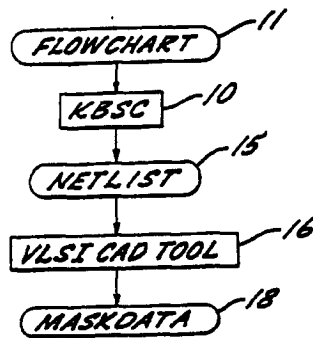 FLOWCHART 11
KBSC 10
NETLIST 15
VLSI CAD TOOL 16
MASKDATA 18